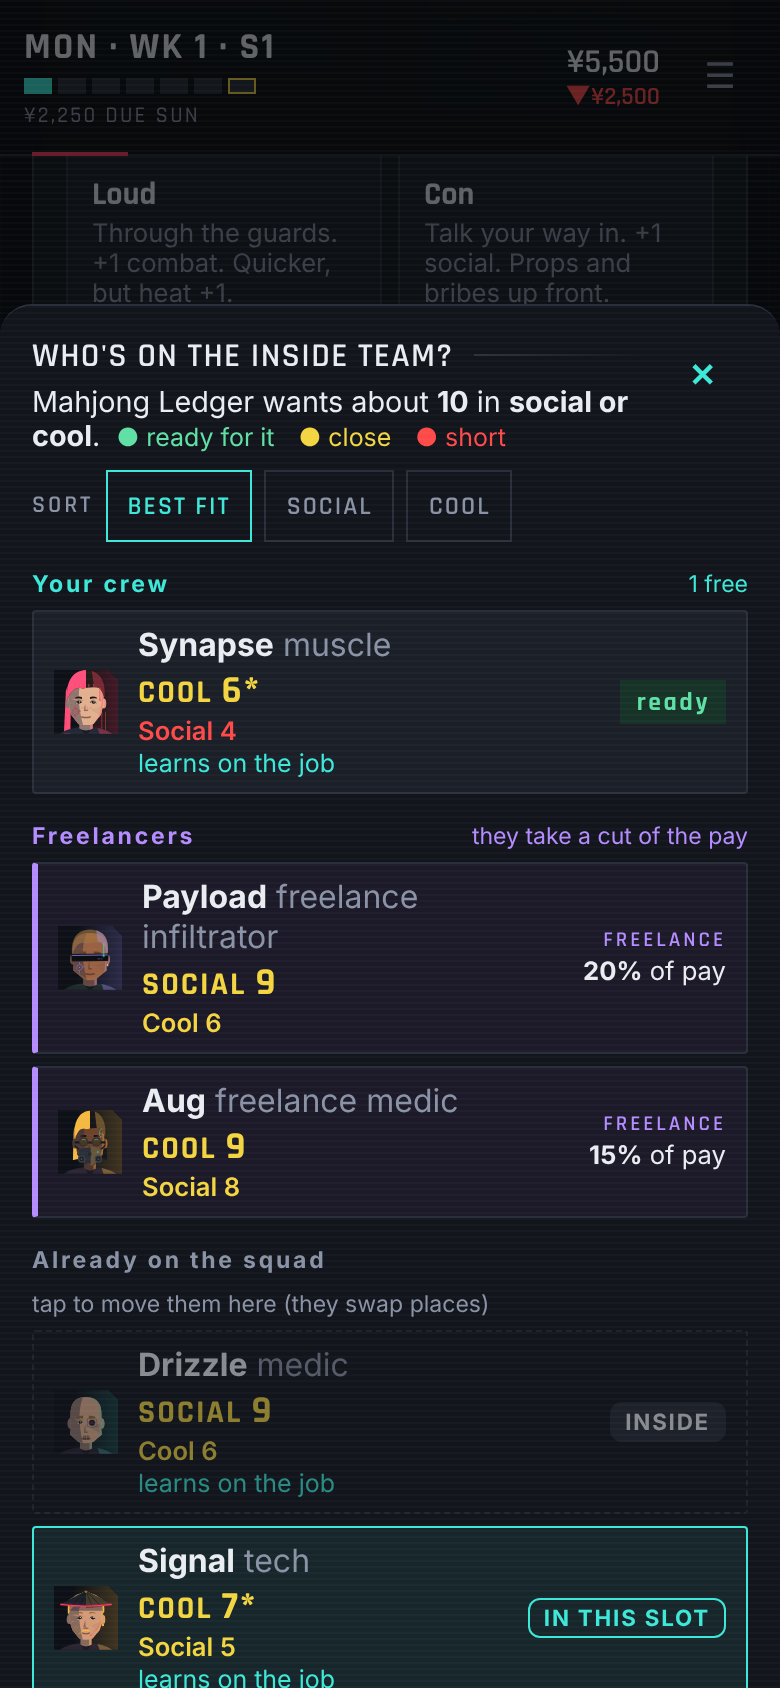 MON · WK 1 · S1
¥5,500
▼¥2,500
¥2,250 DUE SUN
Loud
Through the guards.
+1 combat. Quicker,
but heat +1.
Con
Talk your way in. +1
social. Props and
bribes up front.
WHO'S ON THE INSIDE TEAM?
Mahjong Ledger wants about 10 in social or
cool. ready for it close short
SORT BEST FIT SOCIAL COOL
Your crew 1 free
Synapse muscle
COOL 6*
Social 4
learns on the job
ready
Freelancers they take a cut of the pay
Payload freelance
infiltrator
SOCIAL 9
Cool 6
FREELANCE
20% of pay
Aug freelance medic
COOL 9
Social 8
FREELANCE
15% of pay
Already on the squad
tap to move them here (they swap places)
Drizzle medic
SOCIAL 9
Cool 6
learns on the job
INSIDE
Signal tech
COOL 7*
Social 5
learns on the job
IN THIS SLOT